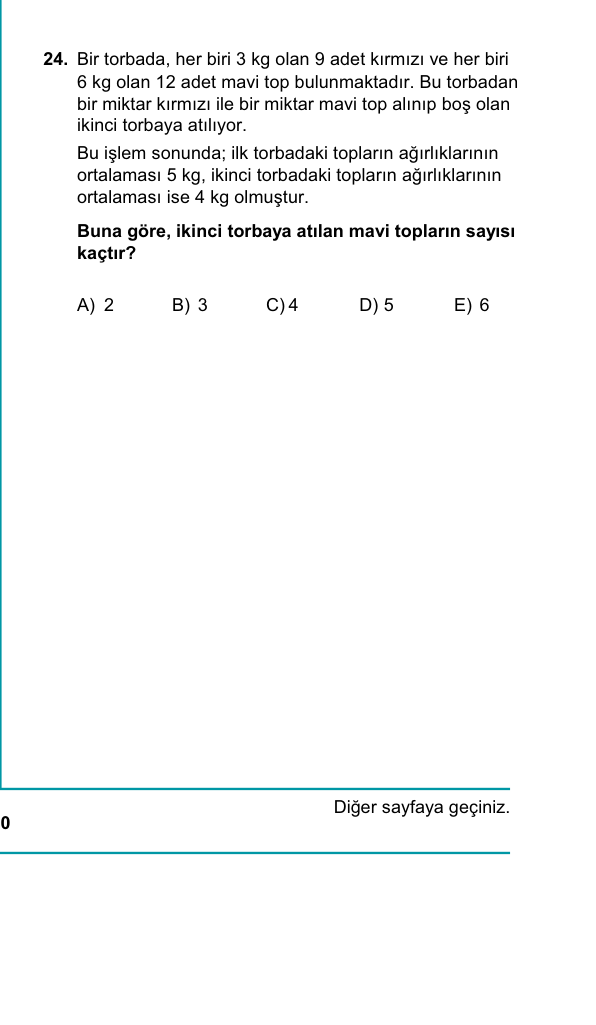 24. Bir torbada, her biri 3 kg olan 9 adet kırmızı ve her biri
6 kg olan 12 adet mavi top bulunmaktadır. Bu torbadan
bir miktar kırmızı ile bir miktar mavi top alınıp boş olan
ikinci torbaya atılıyor.
Bu işlem sonunda; ilk torbadaki topların ağırlıklarının
ortalaması 5 kg, ikinci torbadaki topların ağırlıklarının
ortalaması ise 4 kg olmuştur.
Buna göre, ikinci torbaya atılan mavi topların sayısı
kaçtır?
A) 2 B) 3 C) 4 D) 5 E) 6
Diğer sayfaya geçiniz.
0